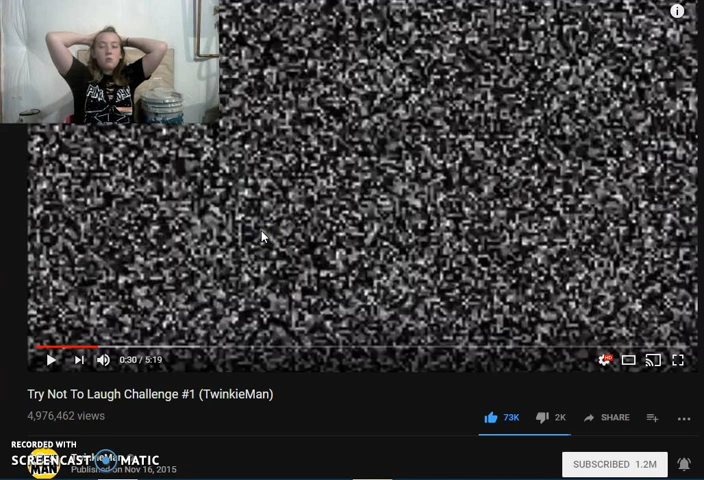 0:30 / 5:19
Try Not To Laugh Challenge #1 (TwinkieMan)
4,976,462 views
73K
2K
SHARE
RECORDED WITH
SCREENCAST MATIC
MAN
Published on Nov 16, 2015
SUBSCRIBED 1.2M